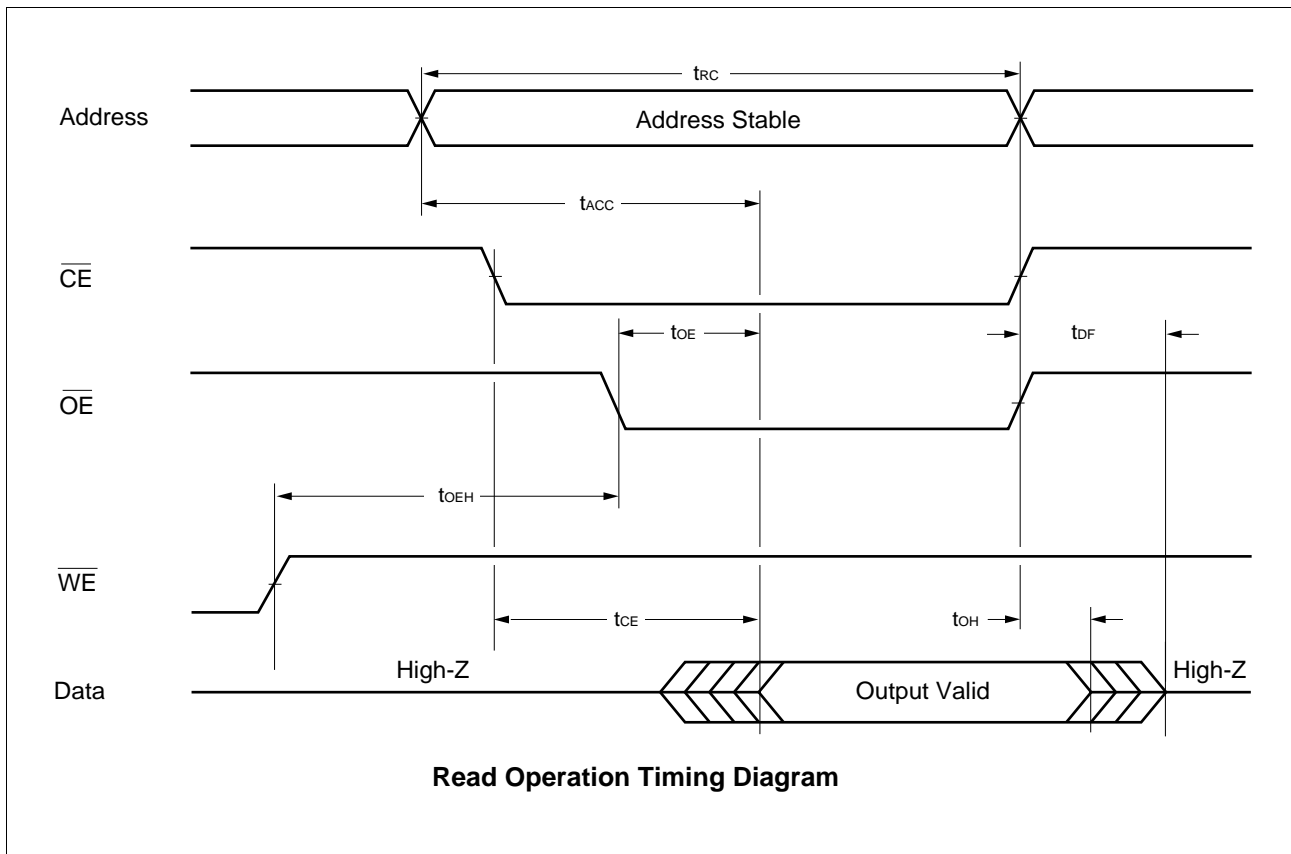 tRC
Address
Address Stable
tACC
CE
tOE
tDF
OE
tOEH
WE
tCE
tOH
High-Z
High-Z
Data
Output Valid
Read Operation Timing Diagram